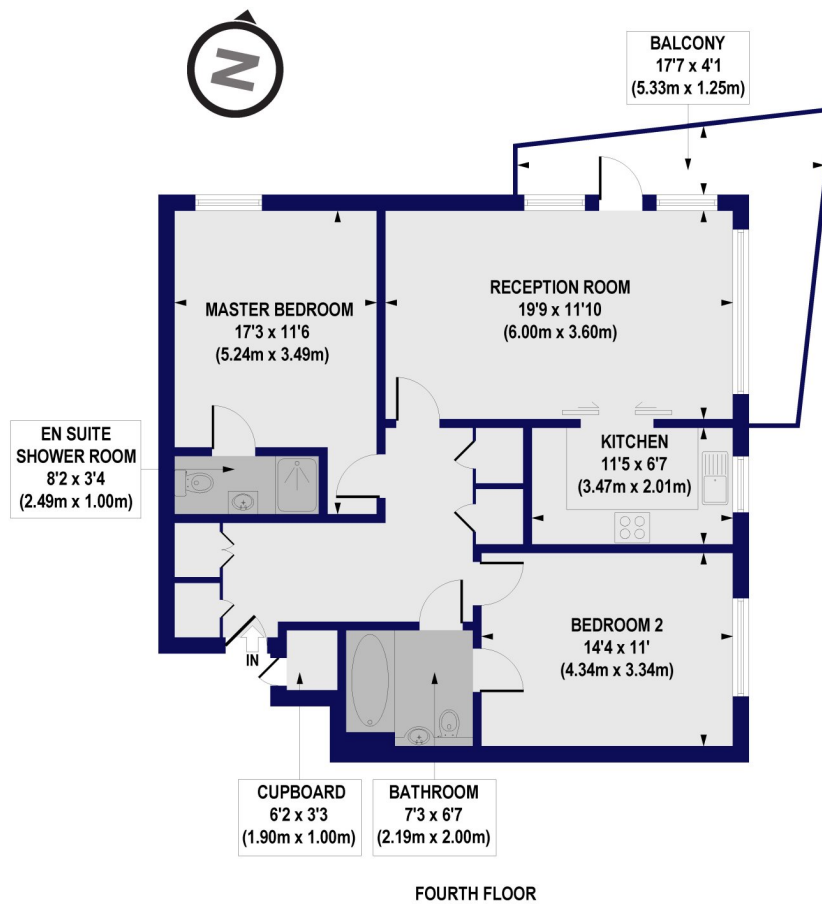 N
BALCONY
17'7 x 4'1
(5.33m x 1.25m)
MASTER BEDROOM
17'3 x 11'6
(5.24m x 3.49m)
RECEPTION ROOM
19'9 x 11'10
(6.00m x 3.60m)
EN SUITE
SHOWER ROOM
8'2 x 3'4
(2.49m x 1.00m)
KITCHEN
11'5 x 6'7
(3.47m x 2.01m)
BEDROOM 2
14'4 x 11'
(4.34m x 3.34m)
IN
CUPBOARD
6'2 x 3'3
(1.90m x 1.00m)
BATHROOM
7'3 x 6'7
(2.19m x 2.00m)
FOURTH FLOOR